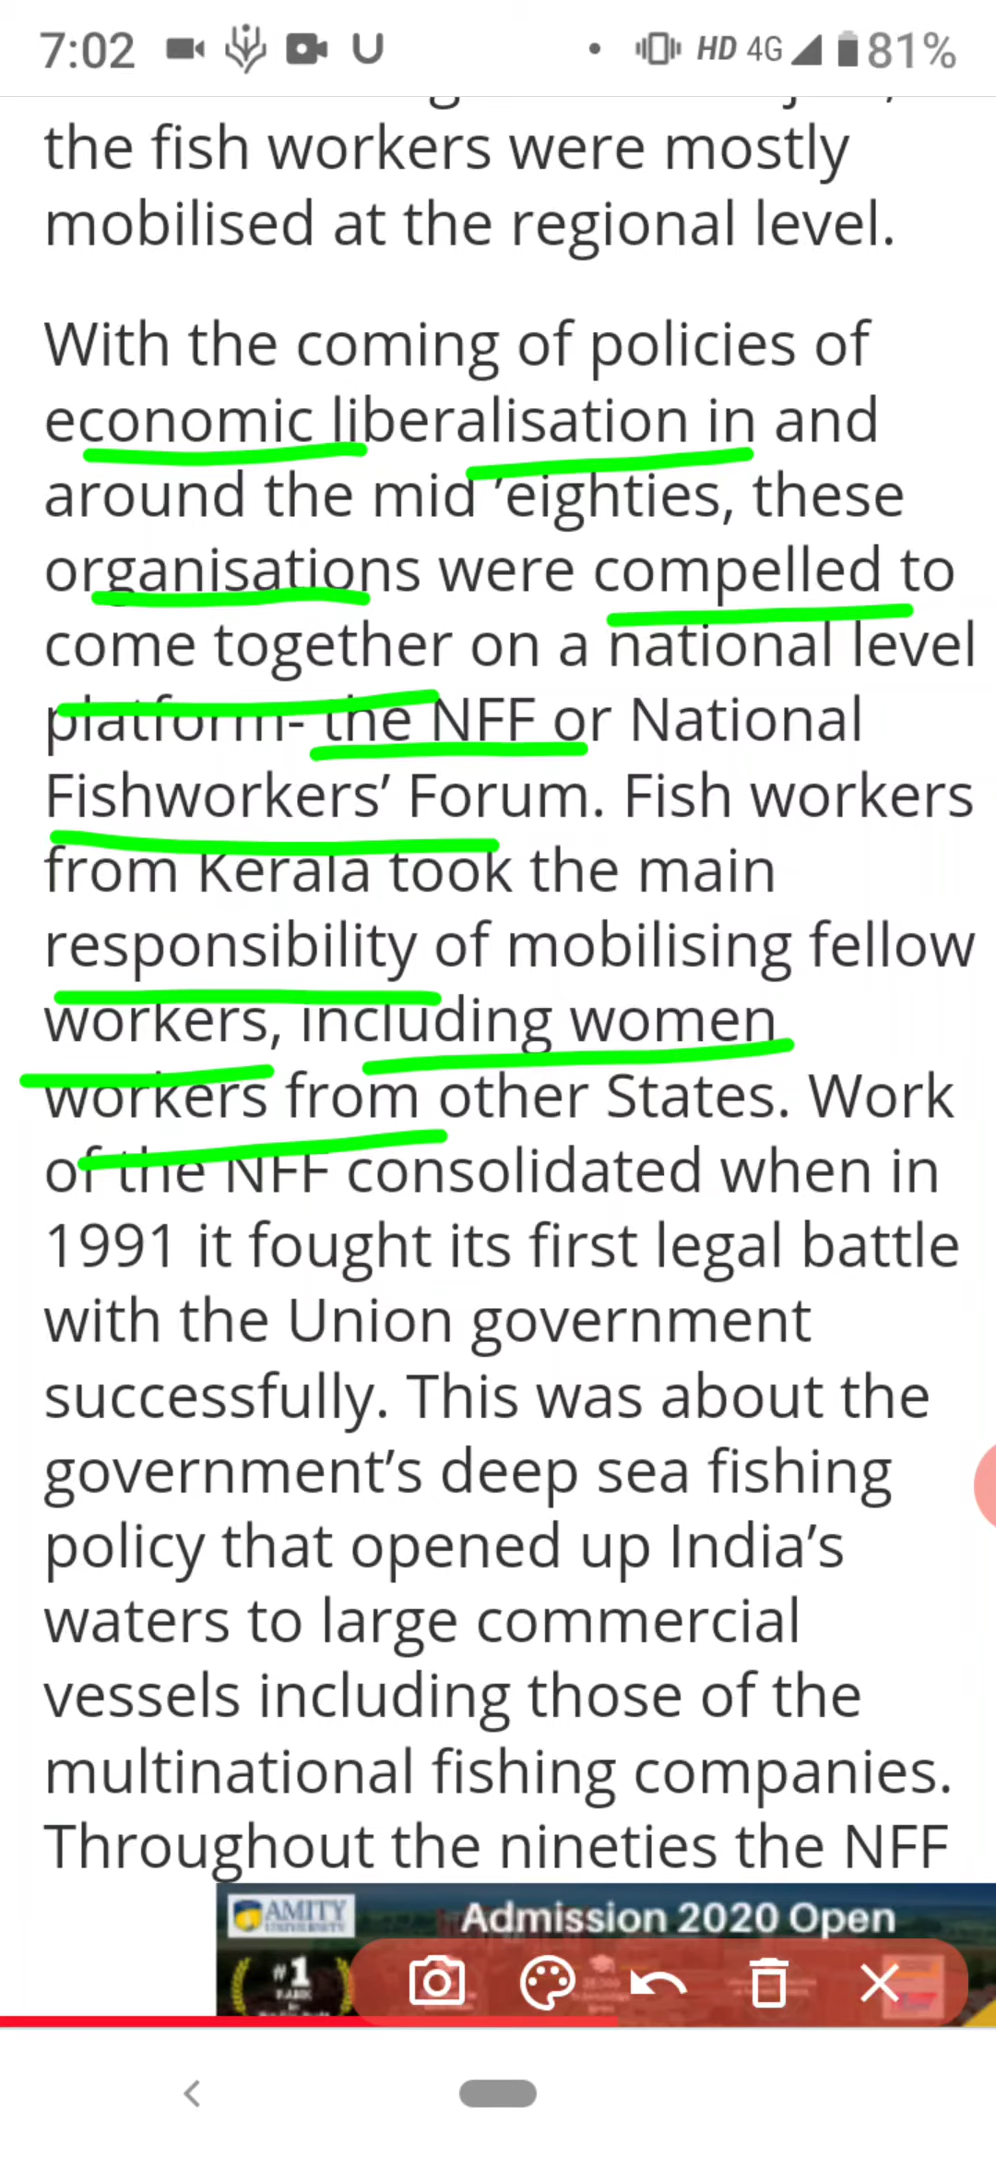 7:02 U HD 4G 81%
the fish workers were mostly
mobilised at the regional level.
With the coming of policies of
economic liberalisation in and
around the mid ’eighties, these
organisations were compelled to
come together on a national level
platform- the NFF or National
Fishworkers’ Forum. Fish workers
from Kerala took the main
responsibility of mobilising fellow
workers, including women
workers from other States. Work
of the NFF consolidated when in
1991 it fought its first legal battle
with the Union government
successfully. This was about the
government’s deep sea fishing
policy that opened up India’s
waters to large commercial
vessels including those of the
multinational fishing companies.
Throughout the nineties the NFF
AMITY
UNIVERSITY
Admission 2020 Open
#1
RANK